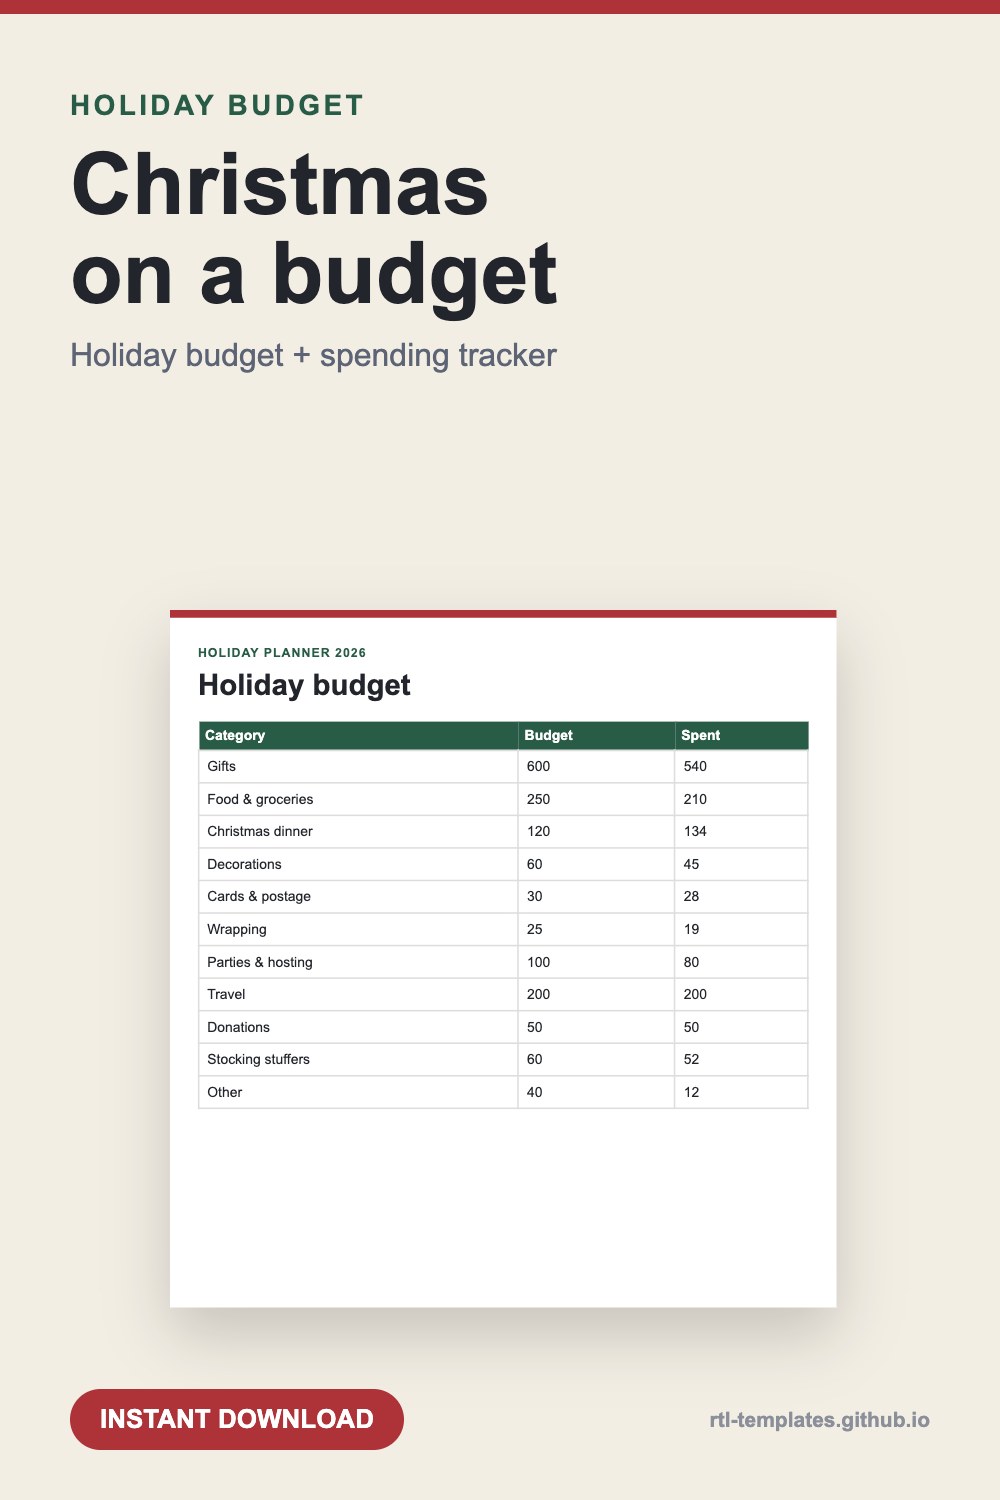 HOLIDAY BUDGET
Christmas
on a budget
Holiday budget + spending tracker
HOLIDAY PLANNER 2026
Holiday budget
Category Budget Spent
Gifts 600 540
Food & groceries 250 210
Christmas dinner 120 134
Decorations 60 45
Cards & postage 30 28
Wrapping 25 19
Parties & hosting 100 80
Travel 200 200
Donations 50 50
Stocking stuffers 60 52
Other 40 12
INSTANT DOWNLOAD
rtl-templates.github.io